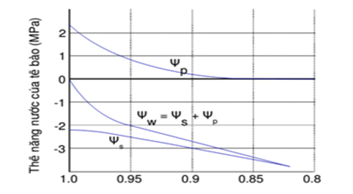 Thế năng nước của tế bào (MPa)
2
1
0
-1
-2
-3
Ψp
Ψw = Ψs + Ψp
Ψs
1.0 0.95 0.9 0.85 0.8